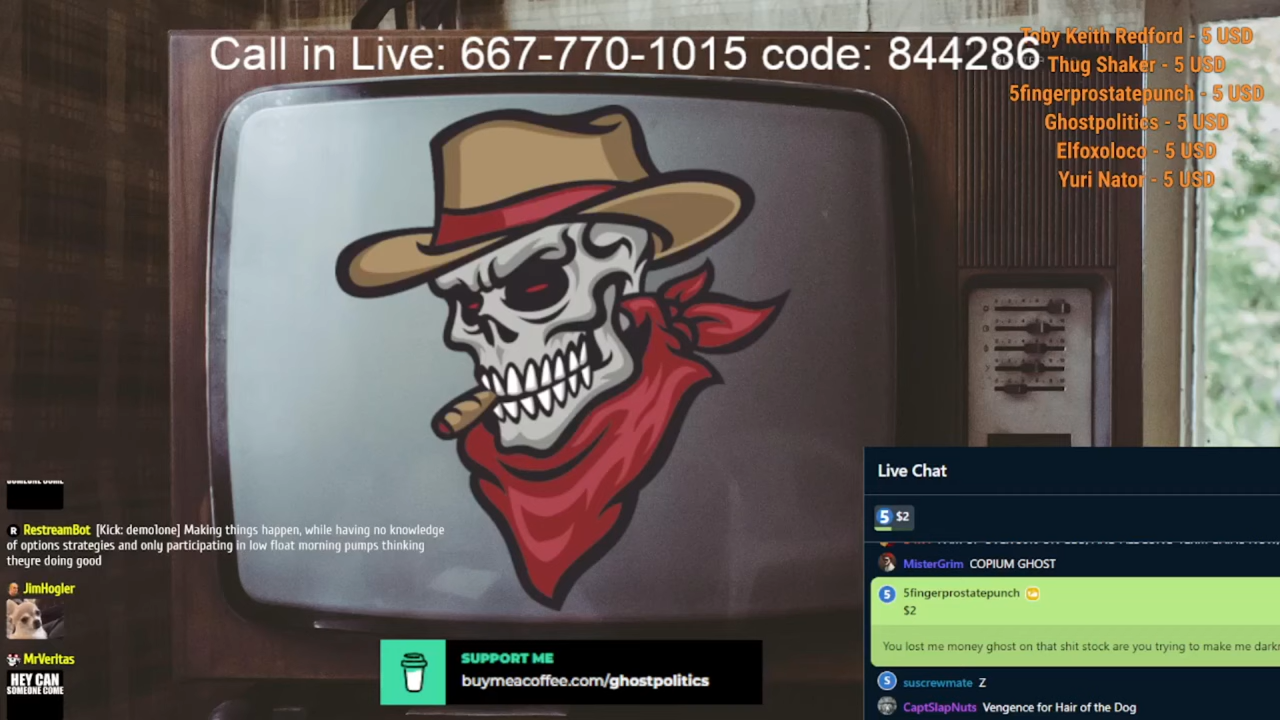 Call in Live: 667-770-1015 code: 844286
Toby Keith Redford - 5 USD
Thug Shaker - 5 USD
5fingerprostatepunch - 5 USD
Ghostpolitics - 5 USD
Elfoxoloco - 5 USD
Yuri Nator - 5 USD
SOMEONE COME
RestreamBot [Kick: demolone] Making things happen, while having no knowledge
of options strategies and only participating in low float morning pumps thinking
theyre doing good
JimHogler
MrVeritas
HEY CAN
SOMEONE COME
SUPPORT ME
buymeacoffee.com/ghostpolitics
Live Chat
5 $2
MisterGrim COPIUM GHOST
5 5fingerprostatepunch
$2
You lost me money ghost on that shit stock are you trying to make me dark
S suscrewmate Z
CaptSlapNuts Vengence for Hair of the Dog